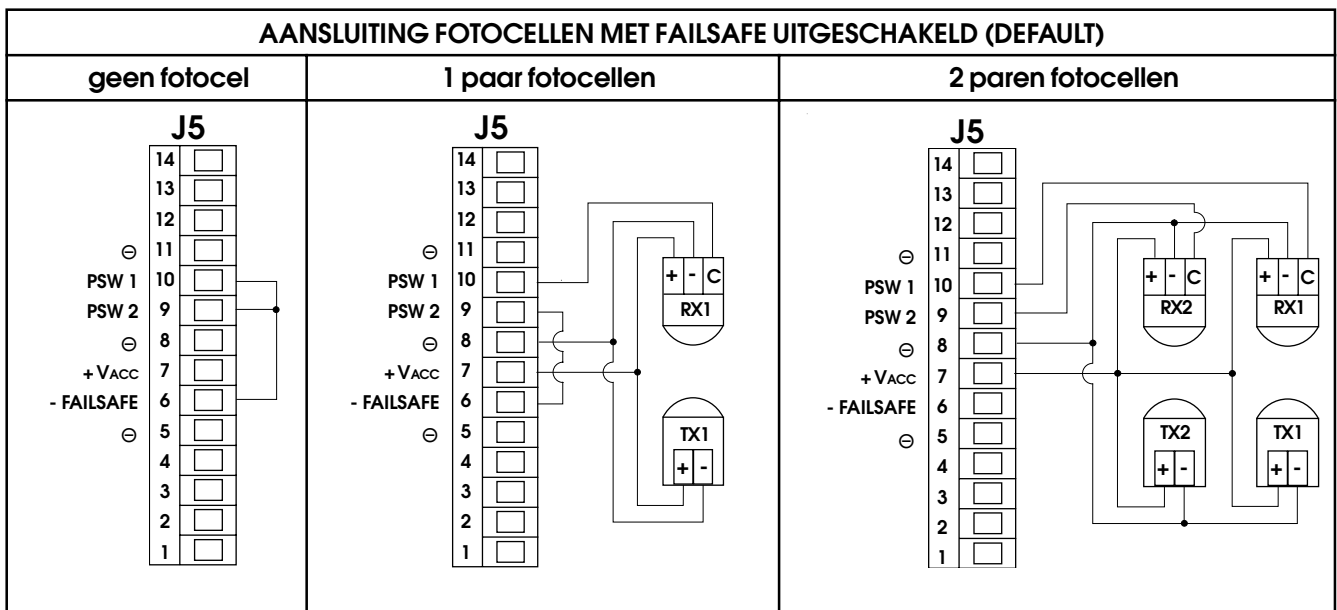 AANSLUITING FOTOCELLEN MET FAILSAFE UITGESCHAKELD (DEFAULT)
geen fotocel
1 paar fotocellen
2 paren fotocellen
J5
14
13
12
⊖ 11
PSW 1 10
PSW 2 9
⊖ 8
+ VACC 7
- FAILSAFE 6
⊖ 5
4
3
2
1
J5
14
13
12
⊖ 11
PSW 1 10
PSW 2 9
⊖ 8
+ VACC 7
- FAILSAFE 6
⊖ 5
4
3
2
1
+ - C
RX1
TX1
+ -
J5
14
13
12
⊖ 11
PSW 1 10
PSW 2 9
⊖ 8
+ VACC 7
- FAILSAFE 6
⊖ 5
4
3
2
1
+ - C
RX2
+ - C
RX1
TX2
+ -
TX1
+ -